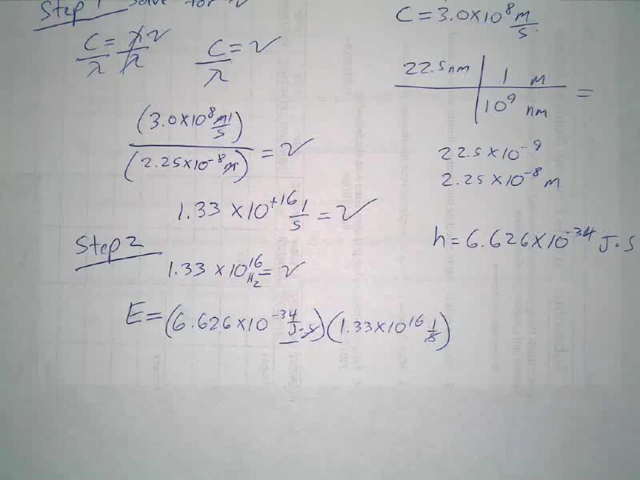 Step 1 Solve for ν
C = λν
λ λ
C = ν
λ
C = 3.0×10⁸ m/s
22.5 nm | 1 m
10⁹ nm =
22.5×10⁻⁹
2.25×10⁻⁸ m
(3.0×10⁸ m/s)
(2.25×10⁻⁸ m) = ν
1.33×10⁺¹⁶ 1/s = ν
h = 6.626×10⁻³⁴ J·s
Step 2
1.33×10¹⁶ Hz = ν
E = (6.626×10⁻³⁴ J·s)(1.33×10¹⁶ 1/s)